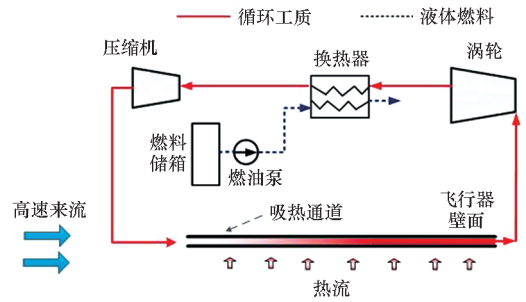 循环工质
液体燃料
压缩机
换热器
涡轮
燃料
储箱
燃油泵
飞行器
壁面
高速来流
吸热通道
热流